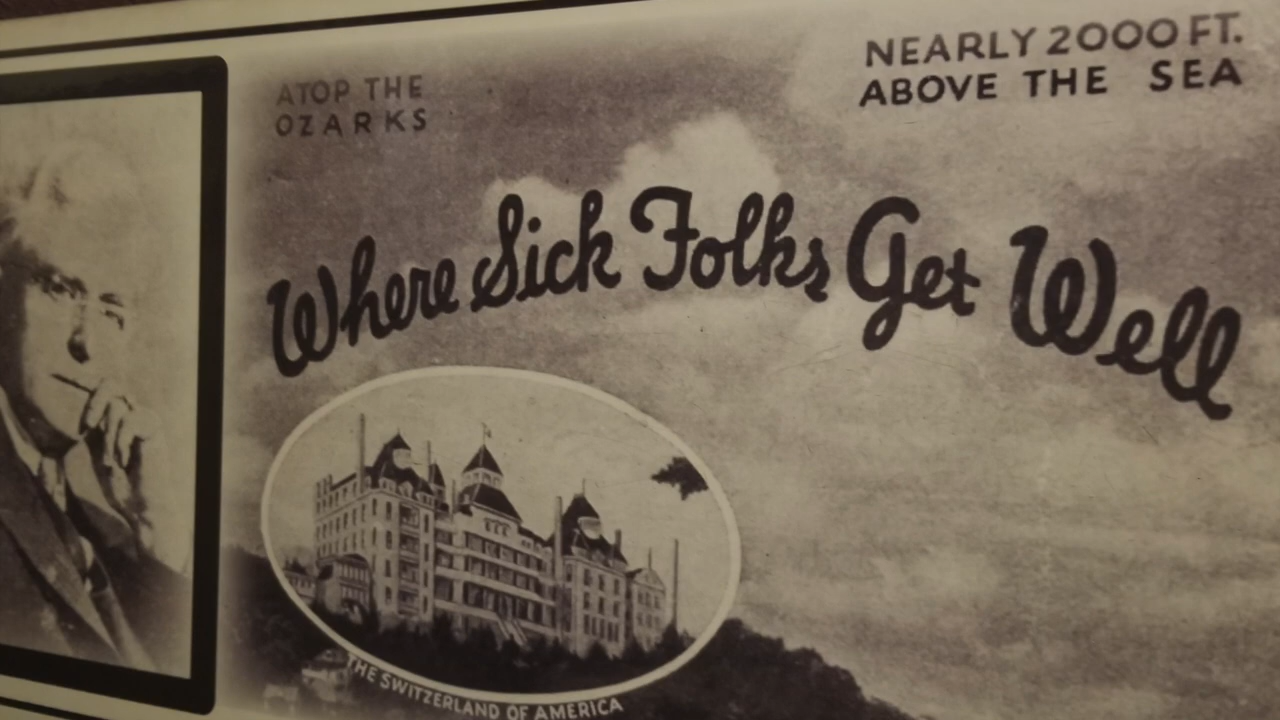 ATOP THE
OZARKS
NEARLY 2000 FT.
ABOVE THE SEA
Where Sick Folks Get Well
THE SWITZERLAND OF AMERICA